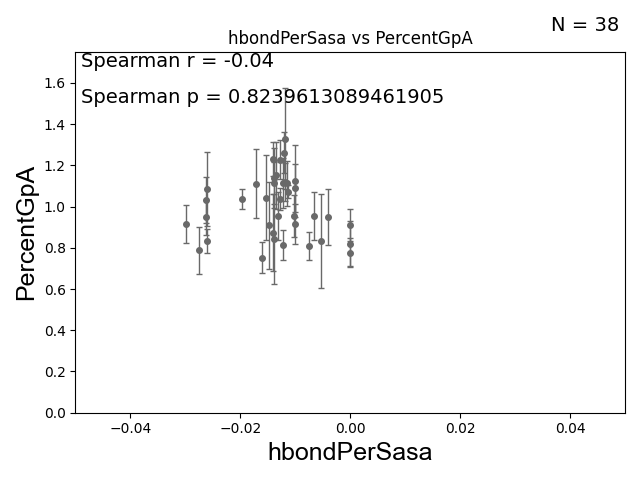 N = 38
hbondPerSasa vs PercentGpA
Spearman r = -0.04
Spearman p = 0.8239613089461905
PercentGpA
1.6
1.4
1.2
1.0
0.8
0.6
0.4
0.2
0.0
−0.04 −0.02 0.00 0.02 0.04
hbondPerSasa